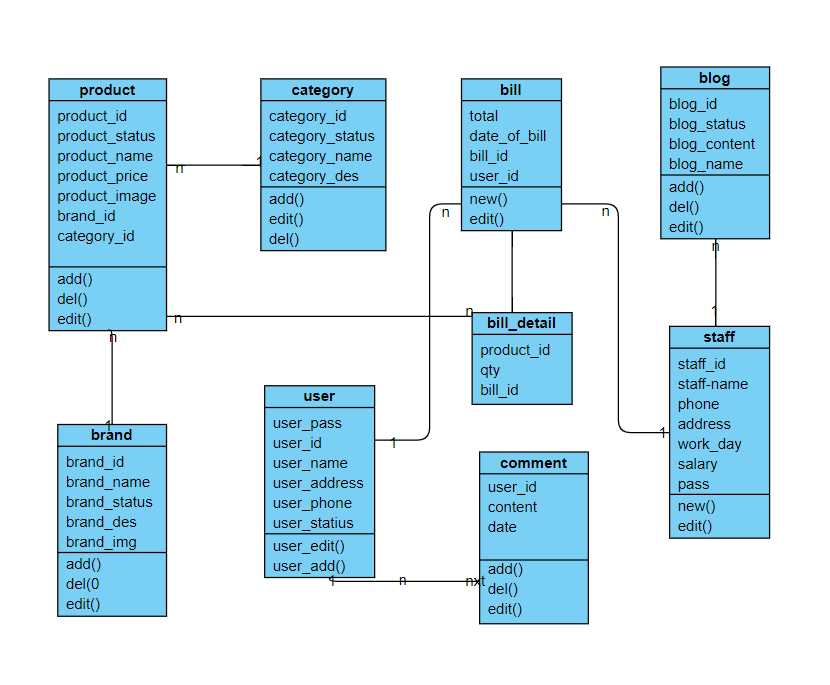 product
product_id
product_status
product_name
product_price
product_image
brand_id
category_id
add()
del()
edit()
category
category_id
category_status
category_name
category_des
add()
edit()
del()
bill
total
date_of_bill
bill_id
user_id
new()
edit()
blog
blog_id
blog_status
blog_content
blog_name
add()
del()
edit()
n
1
n
n
n
1
n
n
n
1
1
n
1
bill_detail
product_id
qty
bill_id
staff
staff_id
staff-name
phone
address
work_day
salary
pass
new()
edit()
user
user_pass
user_id
user_name
user_address
user_phone
user_statius
user_edit()
user_add()
brand
brand_id
brand_name
brand_status
brand_des
brand_img
add()
del(0
edit()
comment
user_id
content
date
add()
del()
edit()
1
n
nxt